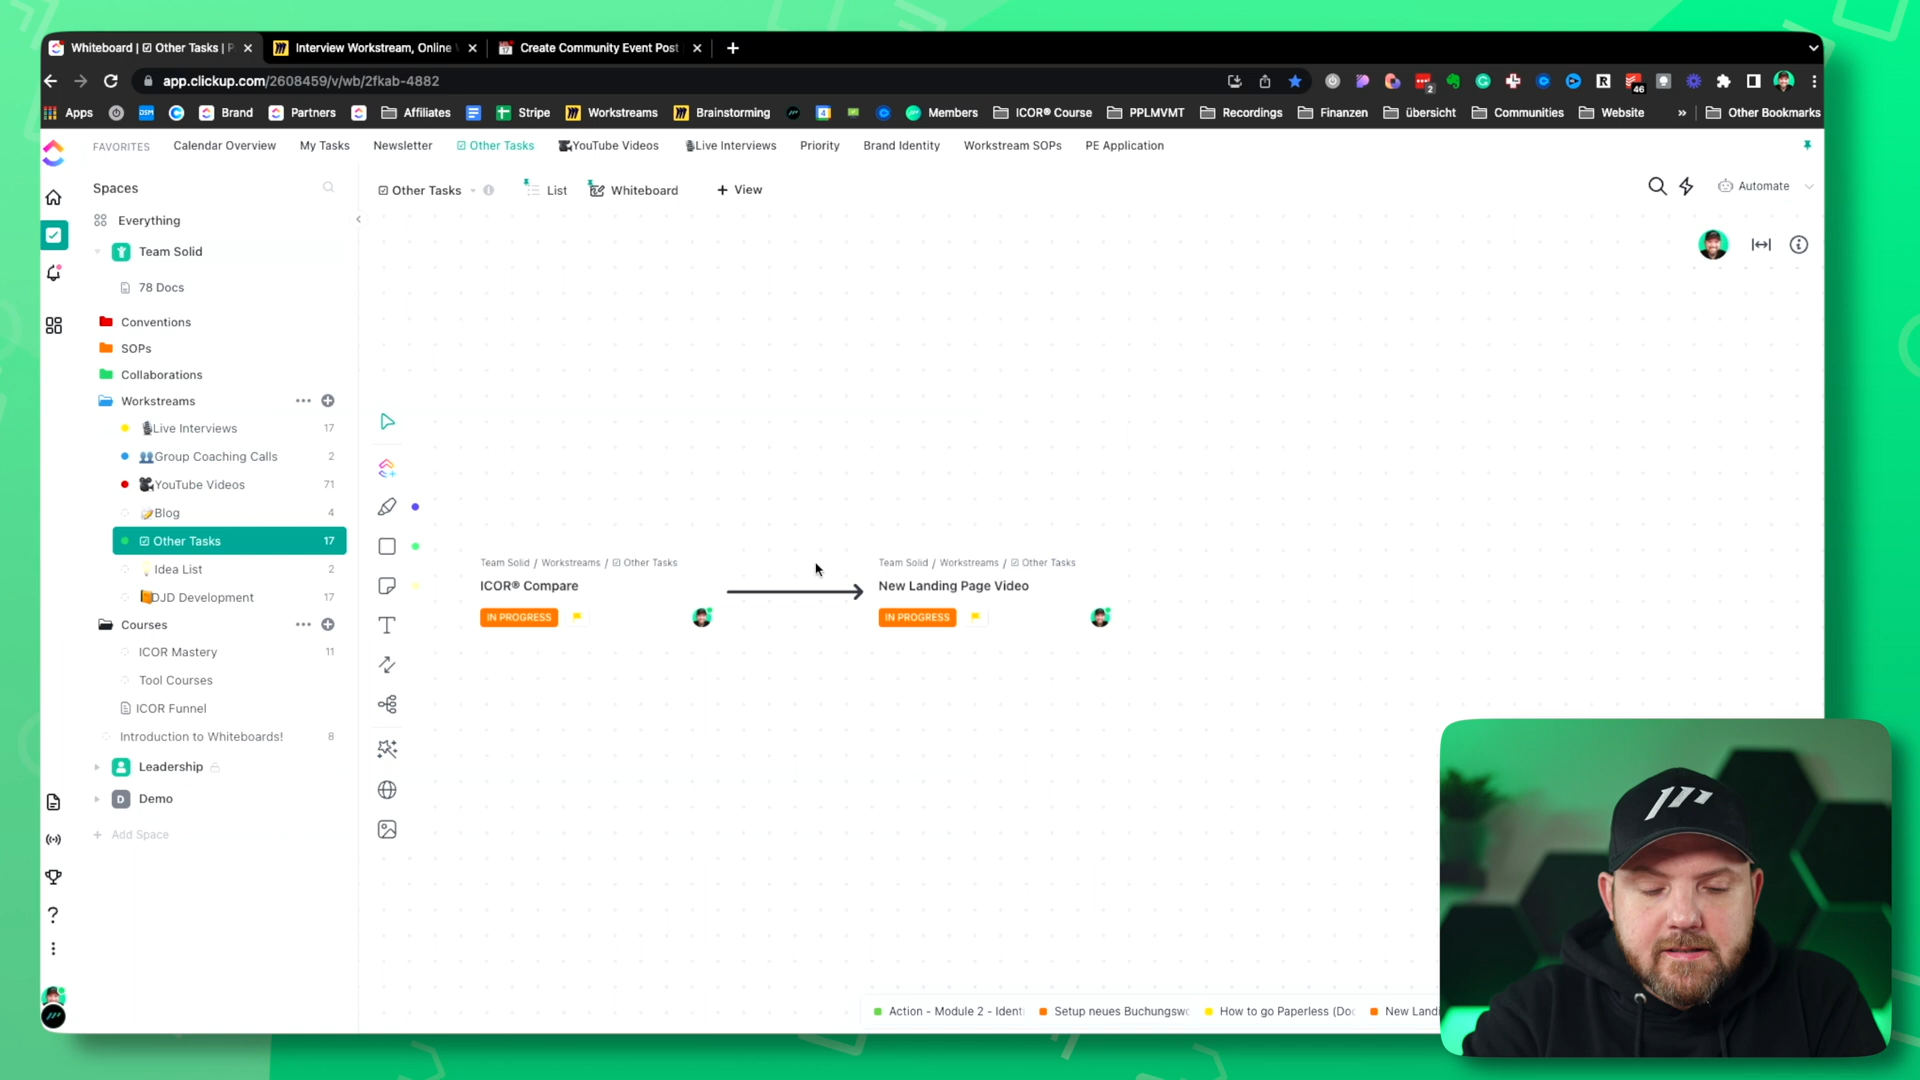 Whiteboard | Other Tasks |
Interview Workstream, Online
Create Community Event Post
app.clickup.com/2608459/v/wb/2fkab-4882
2
46
Apps
DSM
Brand
Partners
Affiliates
Stripe
Workstreams
Brainstorming
Members
ICOR® Course
PPLMVMT
Recordings
Finanzen
übersicht
Communities
Website
»
Other Bookmarks
FAVORITES
Calendar Overview
My Tasks
Newsletter
Other Tasks
YouTube Videos
Live Interviews
Priority
Brand Identity
Workstream SOPs
PE Application
Spaces
Everything
Team Solid
78 Docs
Conventions
SOPs
Collaborations
Workstreams
Live Interviews 17
Group Coaching Calls 2
YouTube Videos 71
Blog 4
Other Tasks 17
Idea List 2
DJD Development 17
Courses
ICOR Mastery 11
Tool Courses
ICOR Funnel
Introduction to Whiteboards! 8
Leadership
D Demo
+ Add Space
Other Tasks
List
Whiteboard
+ View
Automate
Team Solid / Workstreams / Other Tasks
ICOR® Compare
IN PROGRESS
Team Solid / Workstreams / Other Tasks
New Landing Page Video
IN PROGRESS
Action - Module 2 - Identi
Setup neues Buchungsw
How to go Paperless (Do
New Landi